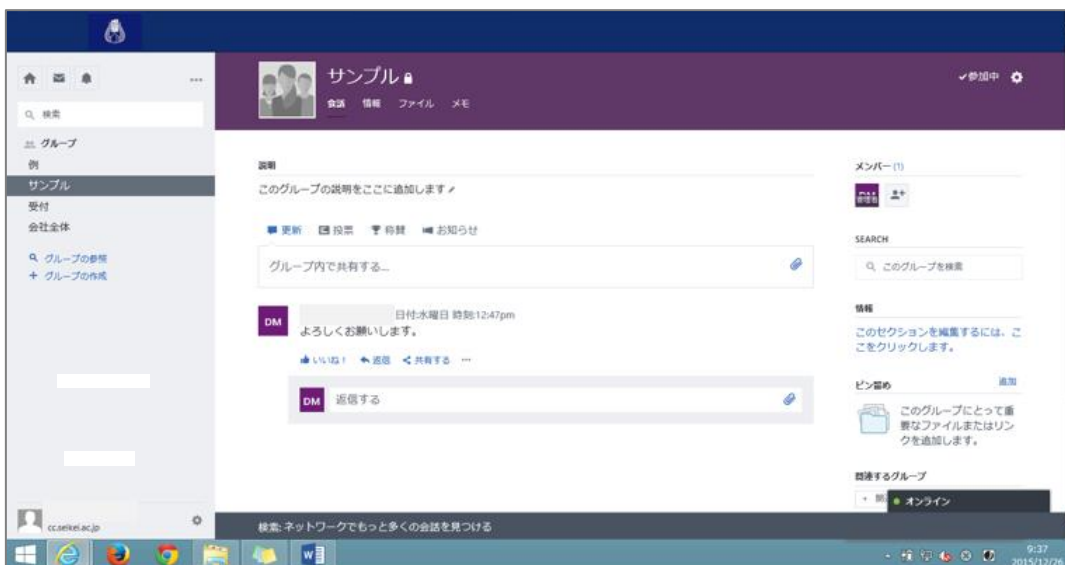 サンプル
✓参加中
会話 情報 ファイル メモ
検索
グループ
例
サンプル
受付
会社全体
グループの参照
+ グループの作成
cc.seikei.ac.jp
説明
このグループの説明をここに追加します
更新 投票 称賛 お知らせ
グループ内で共有する...
DM
日付:水曜日 時刻:12:47pm
よろしくお願いします。
いいね! 返信 共有する ...
DM 返信する
メンバー (1)
SEARCH
このグループを検索
情報
このセクションを編集するには、こ
こをクリックします。
ピン留め 追加
このグループにとって重
要なファイルまたはリン
クを追加します。
関連するグループ
オンライン
検索: ネットワークでもっと多くの会話を見つける
9:37
2015/12/26